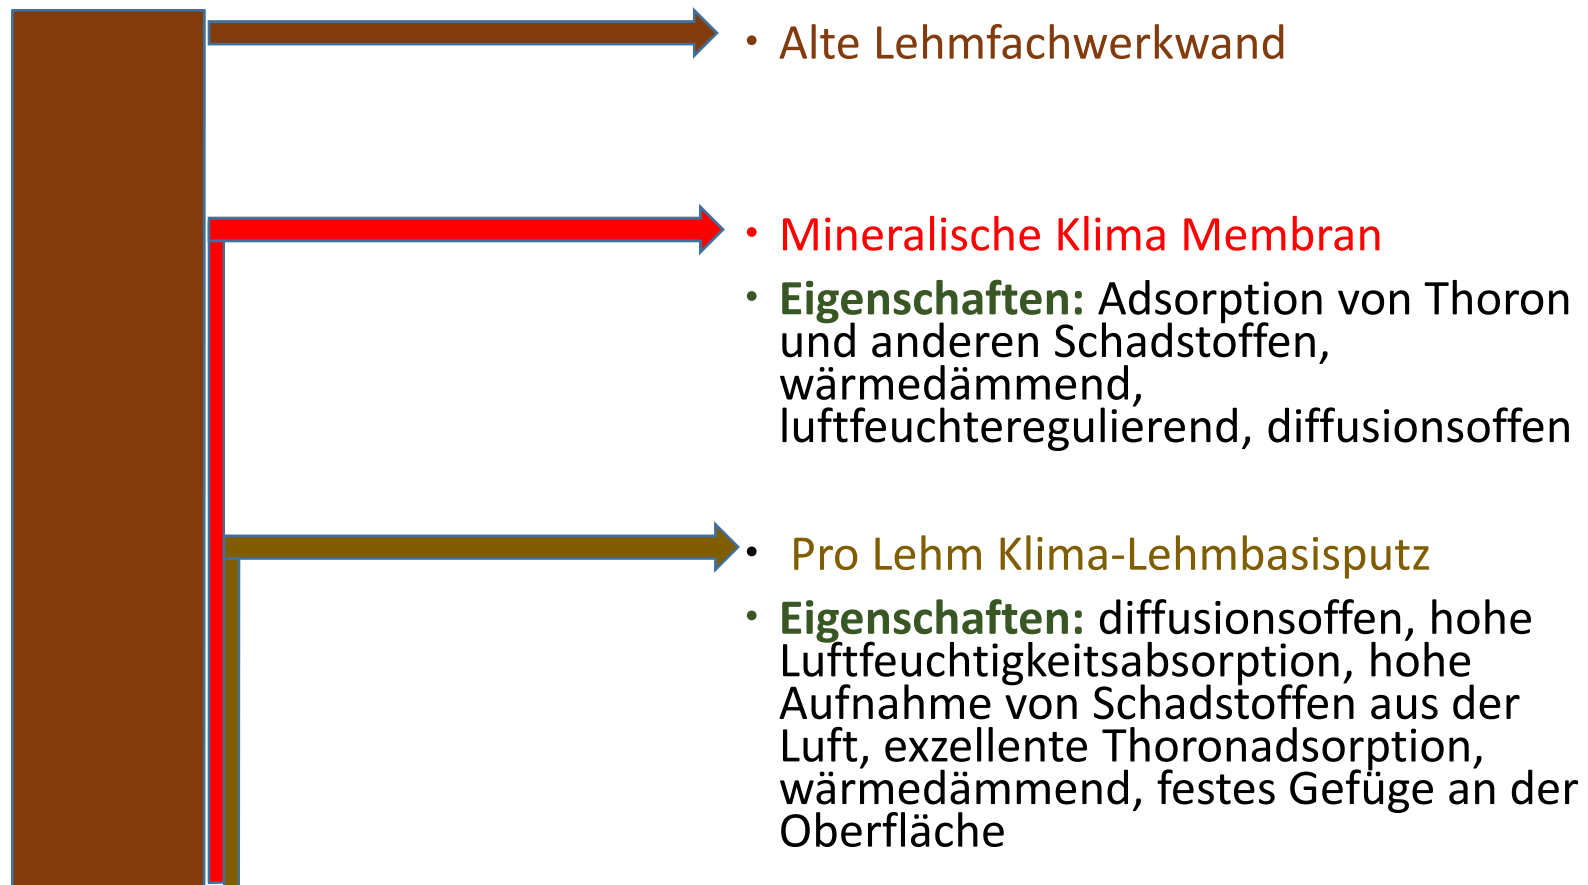 • Alte Lehmfachwerkwand
• Mineralische Klima Membran
• Eigenschaften: Adsorption von Thoron
und anderen Schadstoffen,
wärmedämmend,
luftfeuchteregulierend, diffusionsoffen
• Pro Lehm Klima-Lehmbasisputz
• Eigenschaften: diffusionsoffen, hohe
Luftfeuchtigkeitsabsorption, hohe
Aufnahme von Schadstoffen aus der
Luft, exzellente Thoronadsorption,
wärmedämmend, festes Gefüge an der
Oberfläche